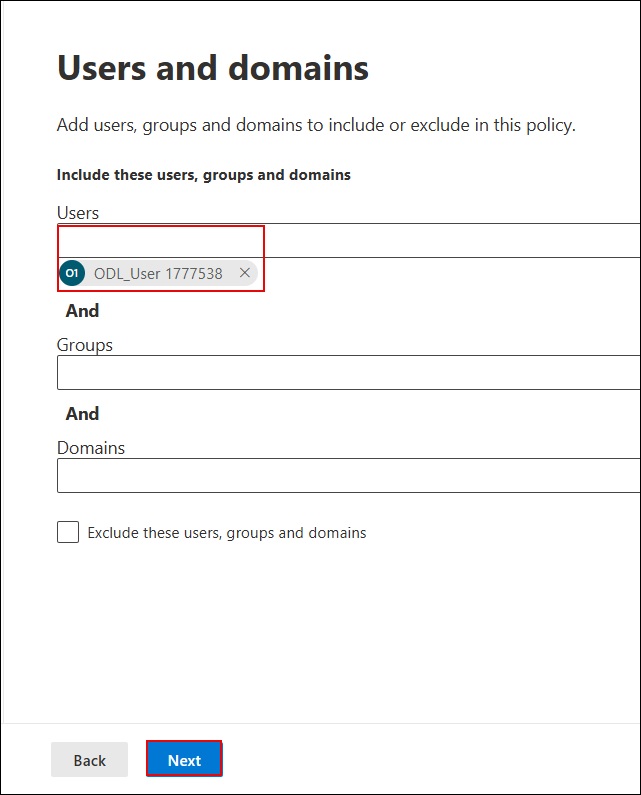 Users and domains
Add users, groups and domains to include or exclude in this policy.
Include these users, groups and domains
Users
O1 ODL_User 1777538
And
Groups
And
Domains
Exclude these users, groups and domains
Back Next